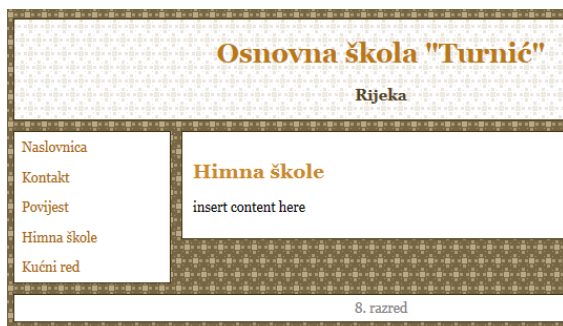 Osnovna škola "Turnić"
Rijeka
Naslovnica
Kontakt
Povijest
Himna škole
Kućni red
Himna škole
insert content here
8. razred